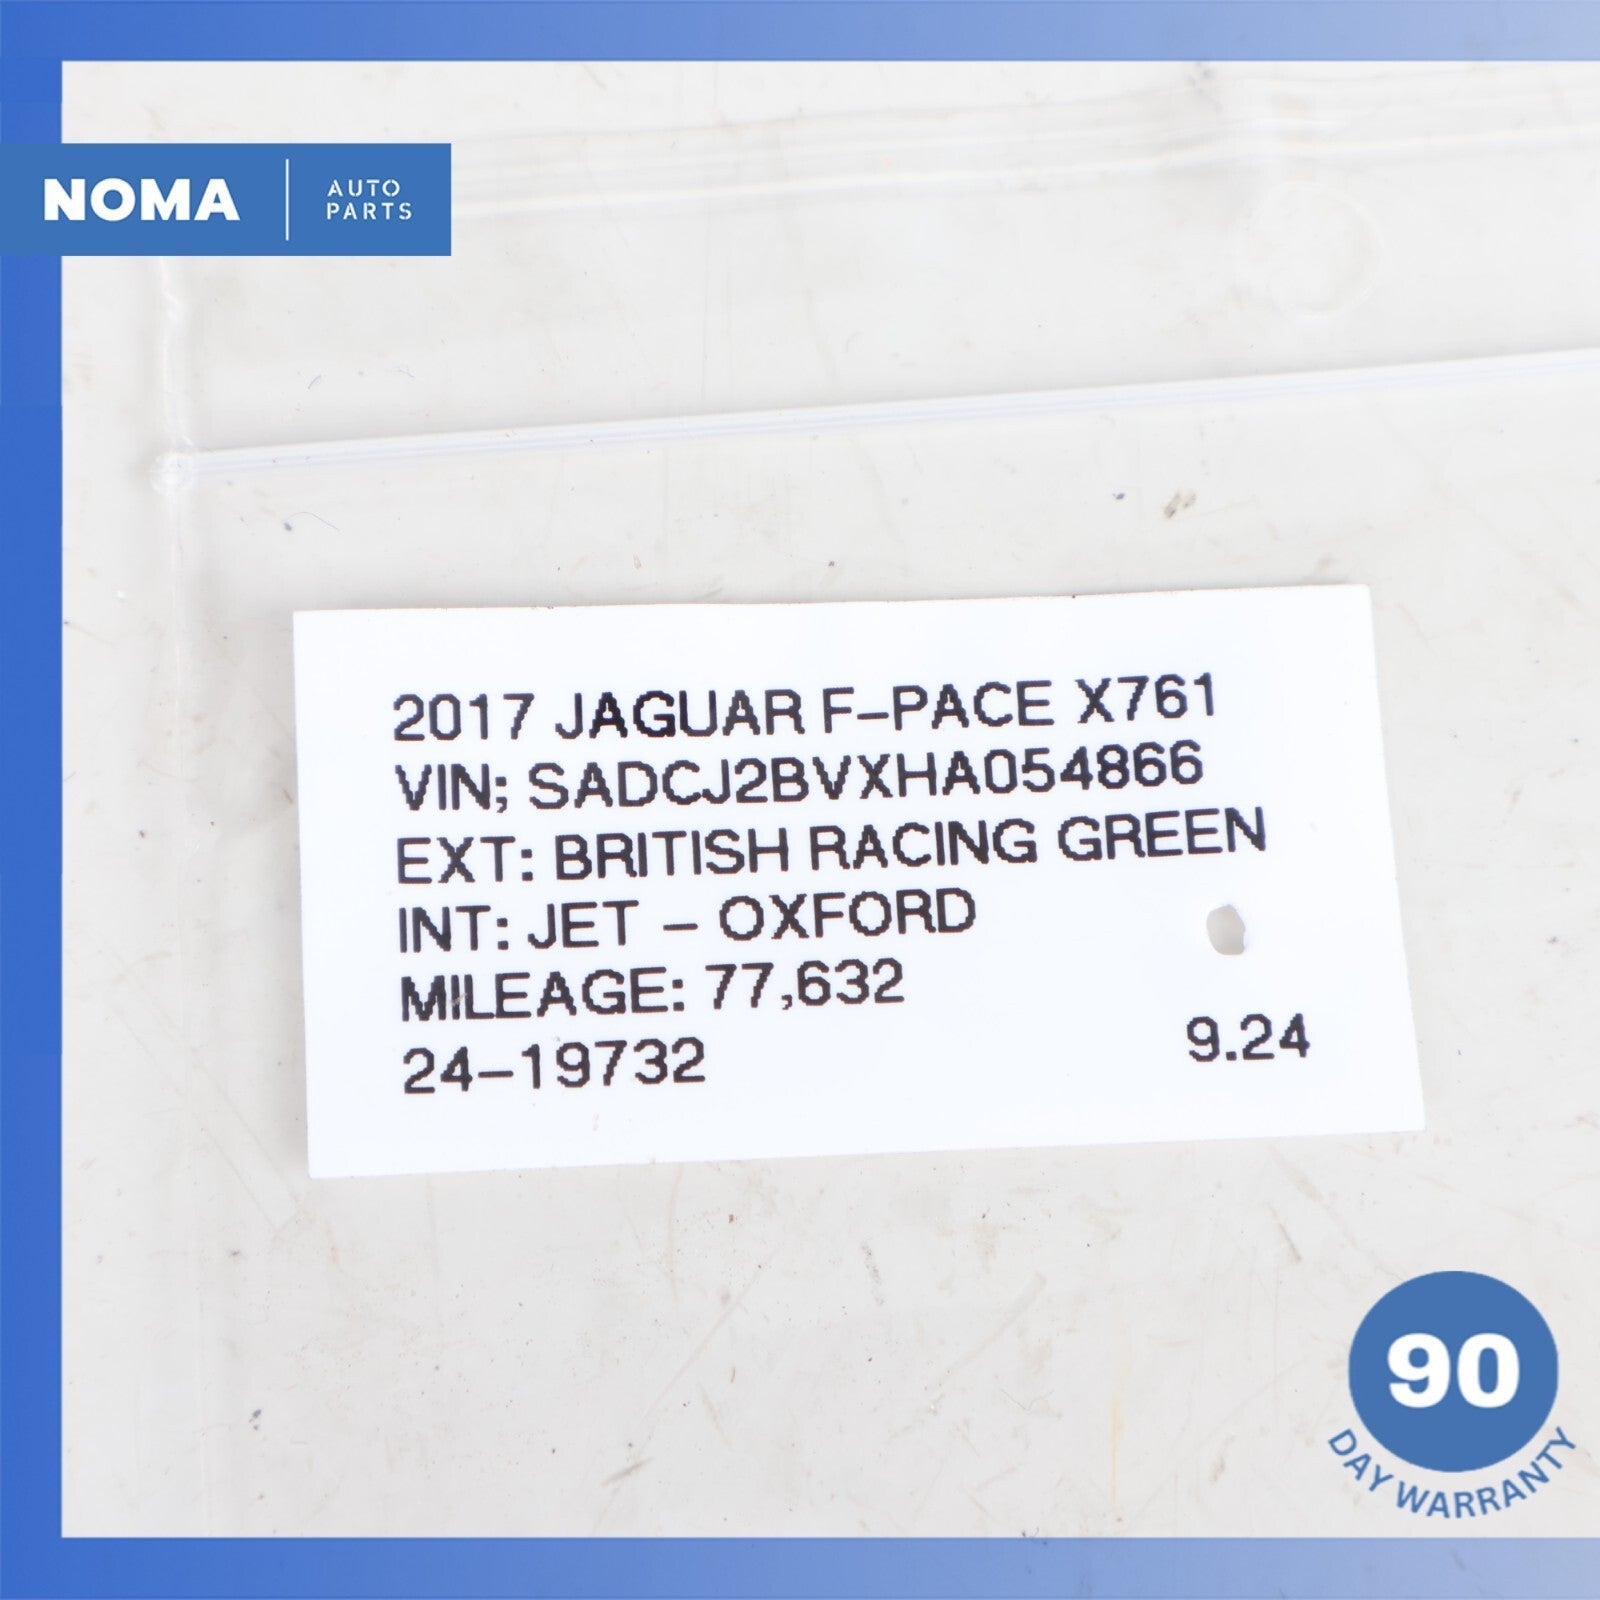 NOMA
AUTO
PARTS
2017 JAGUAR F-PACE X761
VIN; SADCJ2BVXHA054866
EXT: BRITISH RACING GREEN
INT: JET - OXFORD
MILEAGE: 77,632
24-19732
9.24
90
DAY WARRANTY